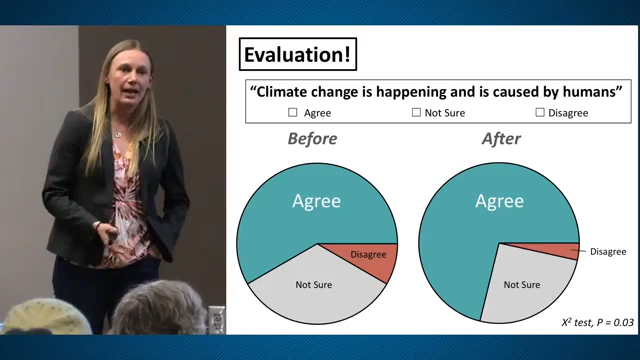 Evaluation!
“Climate change is happening and is caused by humans”
☐ Agree ☐ Not Sure ☐ Disagree
Before After
Agree Agree
Disagree Disagree
Not Sure Not Sure
X² test, P = 0.03